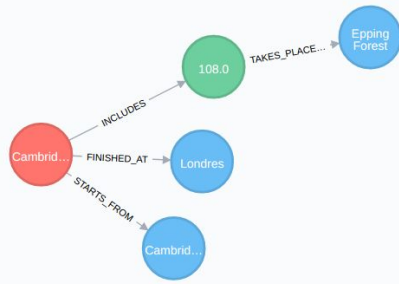 Epping
Forest
TAKES_PLACE...
108.0
INCLUDES
Cambrid...
FINISHED_AT
Londres
STARTS_FROM
Cambrid...